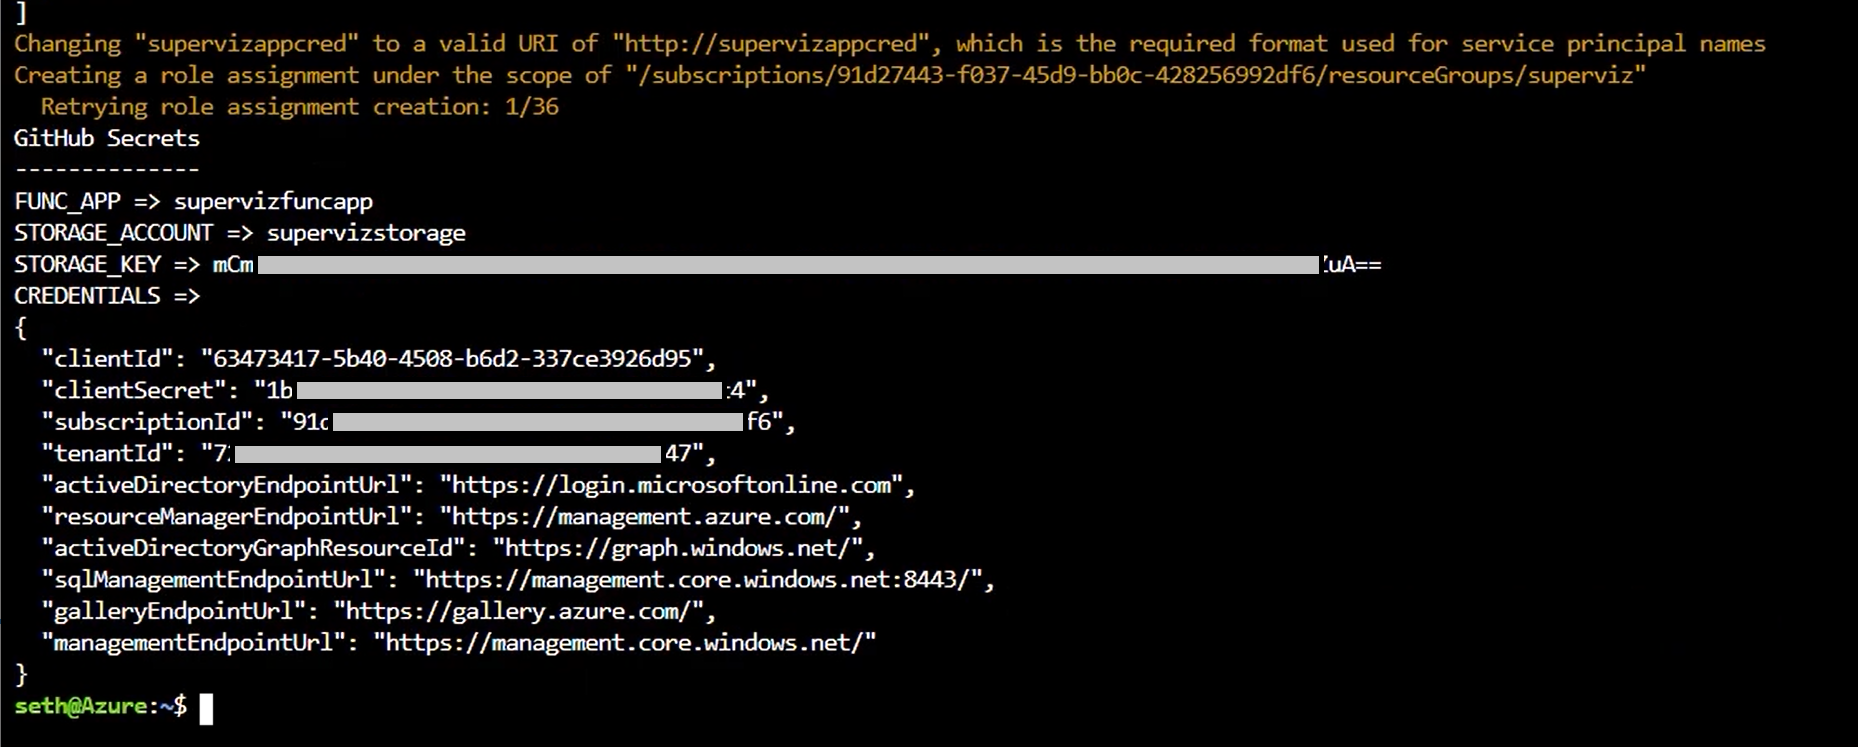 ]
Changing "supervizappcred" to a valid URI of "http://supervizappcred", which is the required format used for service principal names
Creating a role assignment under the scope of "/subscriptions/91d27443-f037-45d9-bb0c-428256992df6/resourceGroups/superviz"
  Retrying role assignment creation: 1/36
GitHub Secrets
--------------
FUNC_APP => supervizfuncapp
STORAGE_ACCOUNT => supervizstorage
STORAGE_KEY => mCm uA==
CREDENTIALS =>
{
  "clientId": "63473417-5b40-4508-b6d2-337ce3926d95",
  "clientSecret": "1b 4",
  "subscriptionId": "91 f6",
  "tenantId": "7 47",
  "activeDirectoryEndpointUrl": "https://login.microsoftonline.com",
  "resourceManagerEndpointUrl": "https://management.azure.com/",
  "activeDirectoryGraphResourceId": "https://graph.windows.net/",
  "sqlManagementEndpointUrl": "https://management.core.windows.net:8443/",
  "galleryEndpointUrl": "https://gallery.azure.com/",
  "managementEndpointUrl": "https://management.core.windows.net/"
}
seth@Azure:~$